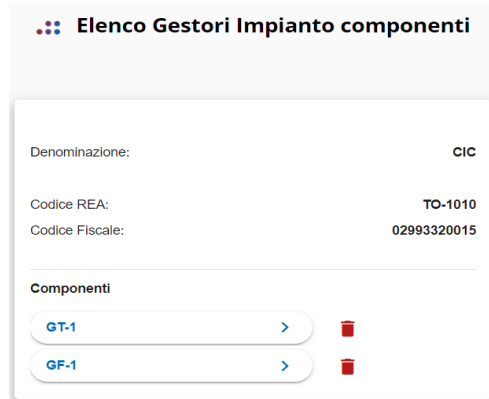 Elenco Gestori Impianto componenti
Denominazione: CIC
Codice REA: TO-1010
Codice Fiscale: 02993320015
Componenti
GT-1
GF-1